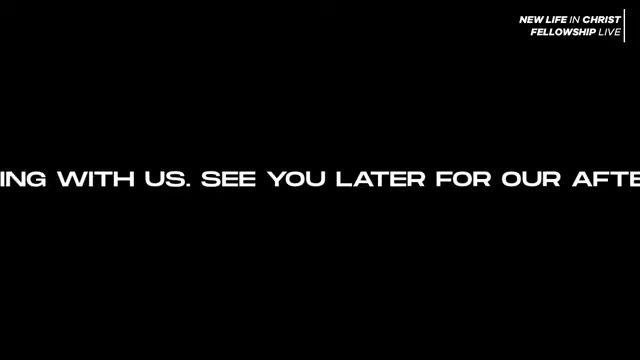 NEW LIFE IN CHRIST
FELLOWSHIP LIVE
ING WITH US. SEE YOU LATER FOR OUR AFTE